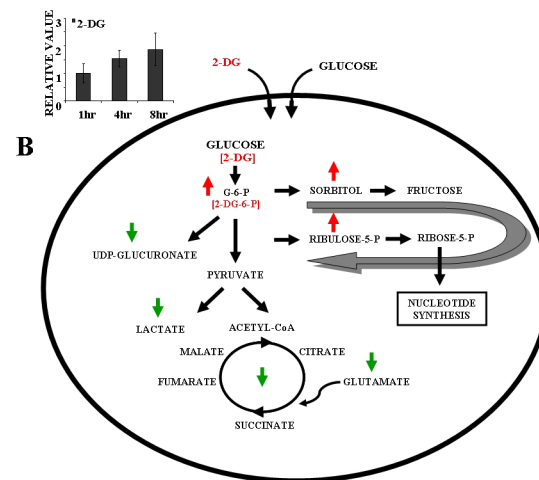 RELATIVE VALUE
3
2
1
0
2-DG
1hr 4hr 8hr
B
2-DG
GLUCOSE
GLUCOSE
[2-DG]
G-6-P
[2-DG-6-P]
SORBITOL
FRUCTOSE
UDP-GLUCURONATE
RIBULOSE-5-P
RIBOSE-5-P
PYRUVATE
NUCLEOTIDE
SYNTHESIS
LACTATE
ACETYL-CoA
MALATE
CITRATE
FUMARATE
GLUTAMATE
SUCCINATE